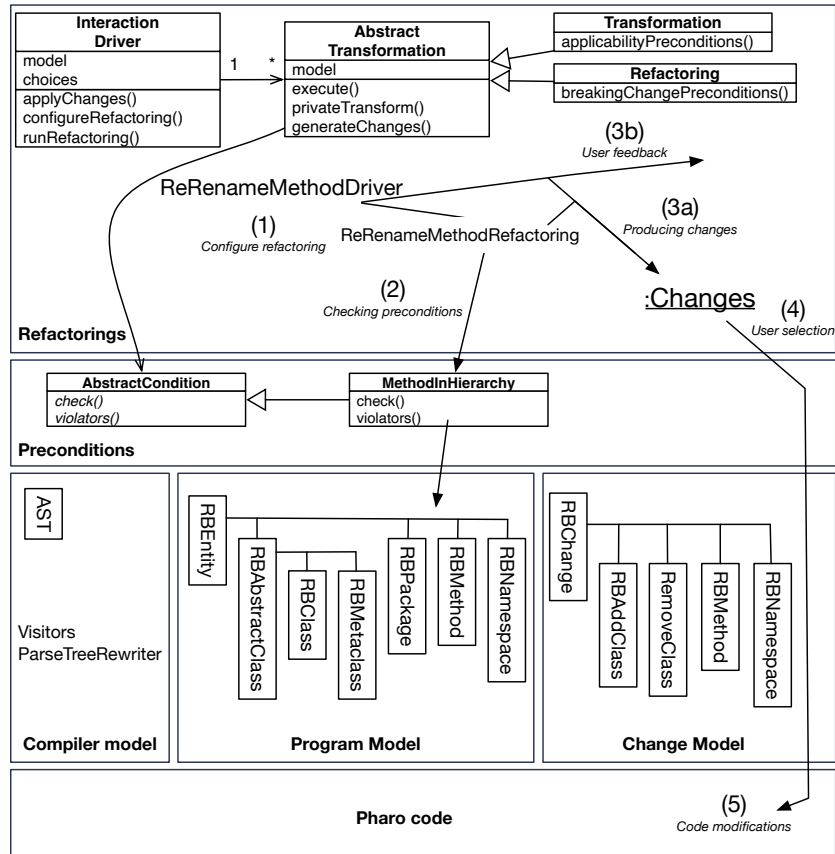 Interaction
Driver
model
choices
applyChanges()
configureRefactoring()
runRefactoring()
1
*
Abstract
Transformation
model
execute()
privateTransform()
generateChanges()
Transformation
applicabilityPreconditions()
Refactoring
breakingChangePreconditions()
(3b)
User feedback
ReRenameMethodDriver
(1)
Configure refactoring
ReRenameMethodRefactoring
(3a)
Producing changes
(2)
Checking preconditions
:Changes
(4)
User selection
Refactorings
AbstractCondition
check()
violators()
MethodInHierarchy
check()
violators()
Preconditions
AST
Visitors
ParseTreeRewriter
Compiler model
RBEntity
RBAbstractClass
RBClass
RBMetaclass
RBPackage
RBMethod
RBNamespace
Program Model
RBChange
RBAddClass
RemoveClass
RBMethod
RBNamespace
Change Model
Pharo code
(5)
Code modifications